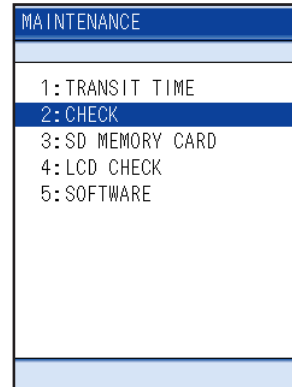 MAINTENANCE
1:TRANSIT TIME
2:CHECK
3:SD MEMORY CARD
4:LCD CHECK
5:SOFTWARE